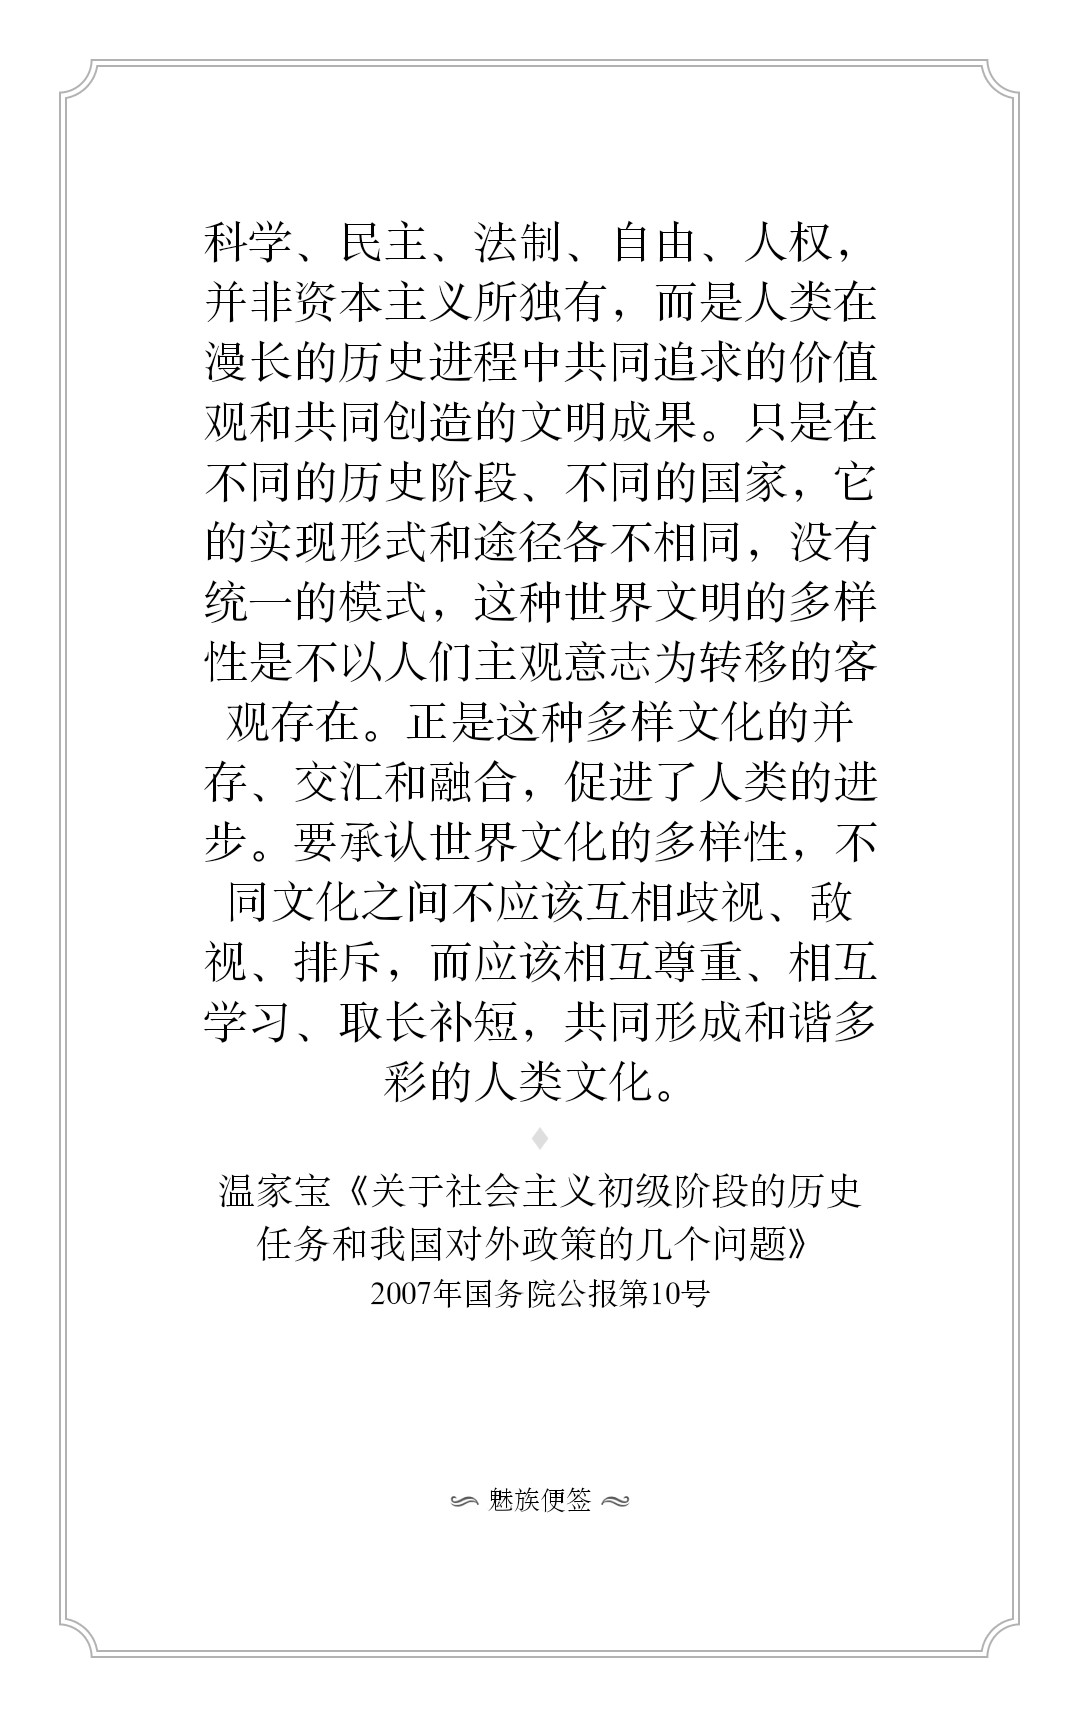 科学、民主、法制、自由、人权，
并非资本主义所独有，而是人类在
漫长的历史进程中共同追求的价值
观和共同创造的文明成果。只是在
不同的历史阶段、不同的国家，它
的实现形式和途径各不相同，没有
统一的模式，这种世界文明的多样
性是不以人们主观意志为转移的客
观存在。正是这种多样文化的并
存、交汇和融合，促进了人类的进
步。要承认世界文化的多样性，不
同文化之间不应该互相歧视、敌
视、排斥，而应该相互尊重、相互
学习、取长补短，共同形成和谐多
彩的人类文化。
温家宝《关于社会主义初级阶段的历史
任务和我国对外政策的几个问题》
2007年国务院公报第10号
魅族便签